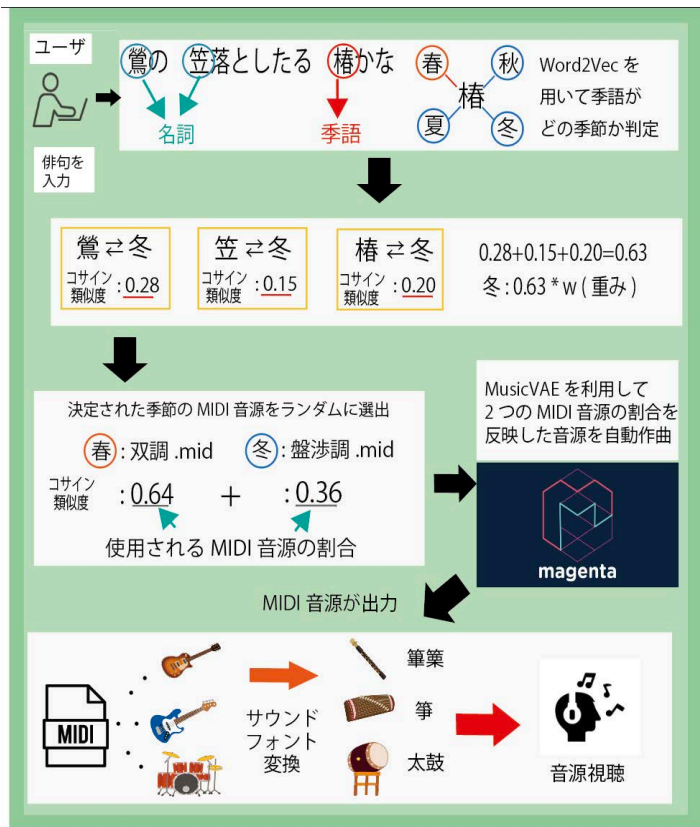 ユーザ
俳句を
入力
鶯の 笠落としたる 椿かな
名詞
季語
春
秋
椿
夏
冬
Word2Vec を
用いて季語が
どの季節か判定
鶯 ⇄ 冬
コサイン
類似度 : 0.28
笠 ⇄ 冬
コサイン
類似度 : 0.15
椿 ⇄ 冬
コサイン
類似度 : 0.20
0.28+0.15+0.20=0.63
冬 : 0.63 * w ( 重み )
決定された季節の MIDI 音源をランダムに選出
春 : 双調 .mid
冬 : 盤渉調 .mid
コサイン
類似度 : 0.64 + : 0.36
使用される MIDI 音源の割合
MusicVAE を利用して
2 つの MIDI 音源の割合を
反映した音源を自動作曲
magenta
MIDI 音源が出力
MIDI
サウンド
フォント
変換
篳篥
箏
太鼓
音源視聴